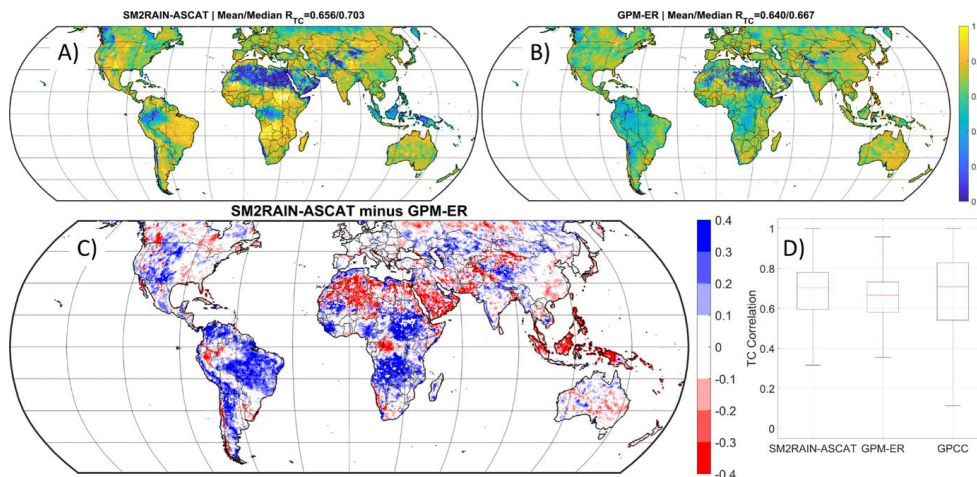 SM2RAIN-ASCAT | Mean/Median R_TC=0.656/0.703
GPM-ER | Mean/Median R_TC=0.640/0.667
A)
B)
SM2RAIN-ASCAT minus GPM-ER
C)
0.4
0.3
0.2
0.1
0
-0.1
-0.2
-0.3
-0.4
D)
TC Correlation
1
0.8
0.6
0.4
0.2
0
SM2RAIN-ASCAT GPM-ER GPCC